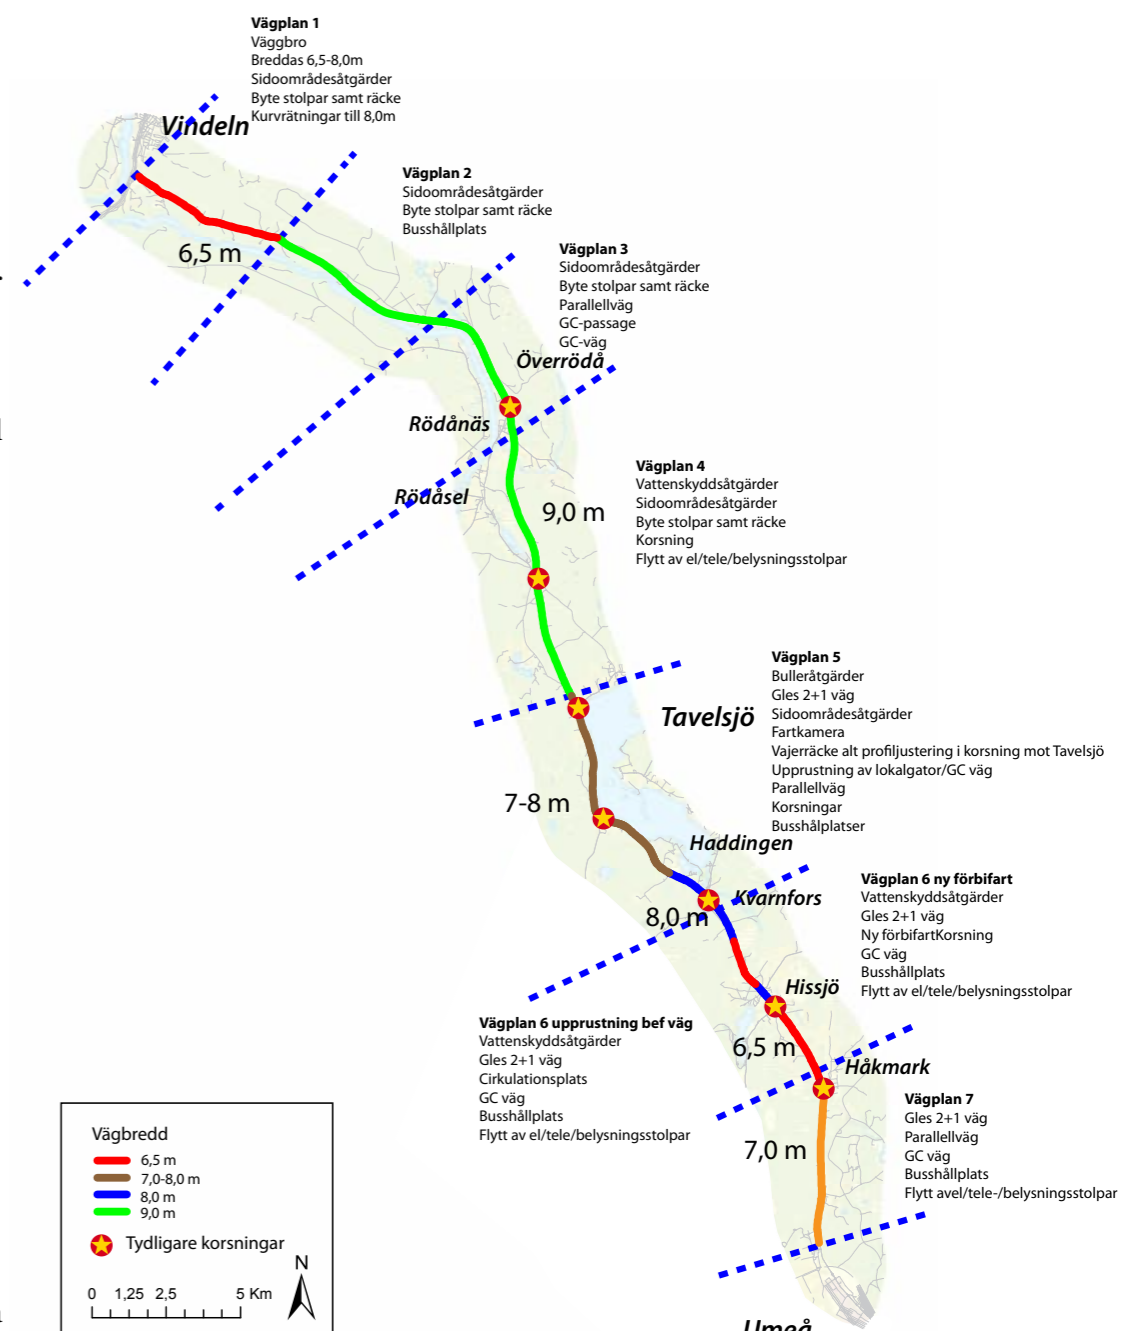 Vägplan 1
Väggbro
Breddas 6,5-8,0m
Sidoområdesåtgärder
Byte stolpar samt räcke
Kurvrätningar till 8,0m
Vindeln
Vägplan 2
Sidoområdesåtgärder
Byte stolpar samt räcke
Busshållplats
6,5 m
Vägplan 3
Sidoområdesåtgärder
Byte stolpar samt räcke
Parallellväg
GC-passage
GC-väg
Överrödå
Rödånäs
Rödåsel
9,0 m
Vägplan 4
Vattenskyddsåtgärder
Sidoområdesåtgärder
Byte stolpar samt räcke
Korsning
Flytt av el/tele/belysningsstolpar
Vägplan 5
Bulleråtgärder
Gles 2+1 väg
Sidoområdesåtgärder
Fartkamera
Vajerräcke alt profiljustering i korsning mot Tavelsjö
Upprustning av lokalgator/GC väg
Parallellväg
Korsningar
Busshålplatser
Tavelsjö
7-8 m
Haddingen
Kvarnfors
8,0 m
Vägplan 6 ny förbifart
Vattenskyddsåtgärder
Gles 2+1 väg
Ny förbifartKorsning
GC väg
Busshållplats
Flytt av el/tele/belysningsstolpar
Hissjö
Vägplan 6 upprustning bef väg
Vattenskyddsåtgärder
Gles 2+1 väg
Cirkulationsplats
GC väg
Busshållplats
Flytt av el/tele/belysningsstolpar
6,5 m
Håkmark
Vägplan 7
Gles 2+1 väg
Parallellväg
GC väg
Busshållplats
Flytt avel/tele-/belysningsstolpar
7,0 m
Umeå
Vägbredd
6,5 m
7,0-8,0 m
8,0 m
9,0 m
Tydligare korsningar
N
0 1,25 2,5 5 Km